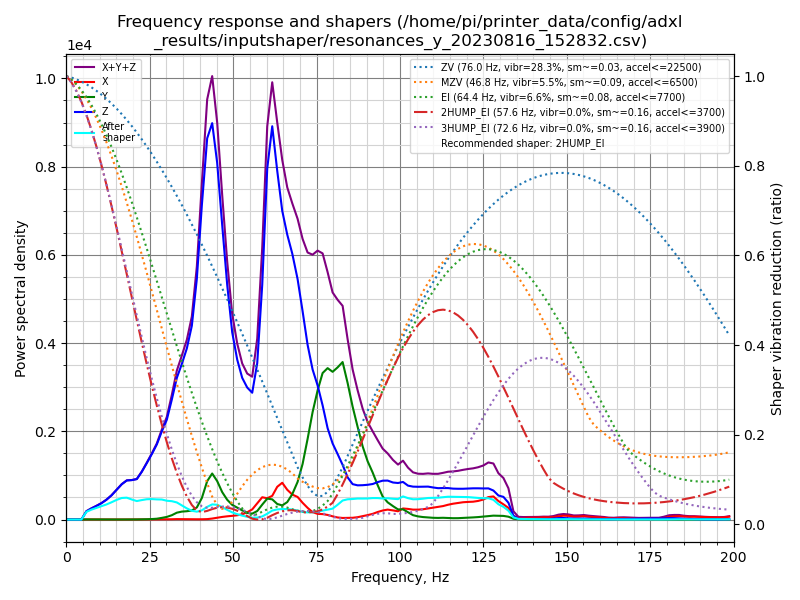 Frequency response and shapers (/home/pi/printer_data/config/adxl
_results/inputshaper/resonances_y_20230816_152832.csv)
1e4
X+Y+Z
X
Y
Z
After
shaper
ZV (76.0 Hz, vibr=28.3%, sm~=0.03, accel<=22500)
MZV (46.8 Hz, vibr=5.5%, sm~=0.09, accel<=6500)
EI (64.4 Hz, vibr=6.6%, sm~=0.08, accel<=7700)
2HUMP_EI (57.6 Hz, vibr=0.0%, sm~=0.16, accel<=3700)
3HUMP_EI (72.6 Hz, vibr=0.0%, sm~=0.16, accel<=3900)
Recommended shaper: 2HUMP_EI
Power spectral density
1.0
0.8
0.6
0.4
0.2
0.0
Shaper vibration reduction (ratio)
1.0
0.8
0.6
0.4
0.2
0.0
0 25 50 75 100 125 150 175 200
Frequency, Hz